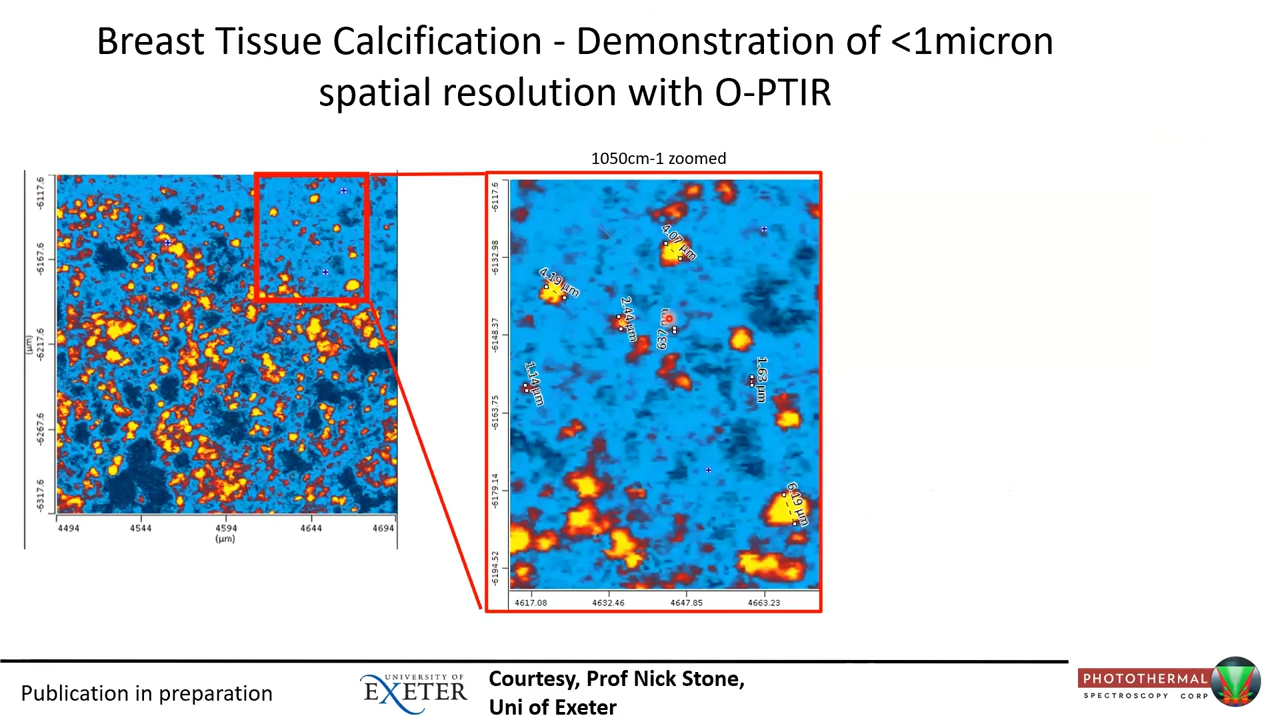 Breast Tissue Calcification - Demonstration of <1micron
spatial resolution with O-PTIR
1050cm-1 zoomed
-6117.6
-6167.6
-6217.6
-6267.6
-6317.6
(μm)
4494 4544 4594 4644 4694
(μm)
-6117.6
-6132.98
-6148.37
-6163.75
-6179.14
-6194.52
4617.08 4632.46 4647.85 4663.23
4.07 μm
4.19 μm
2.44 μm
1.14 μm
1.63 μm
6.19 μm
Publication in preparation
UNIVERSITY OF
EXETER
Courtesy, Prof Nick Stone,
Uni of Exeter
PHOTOTHERMAL
SPECTROSCOPY CORP